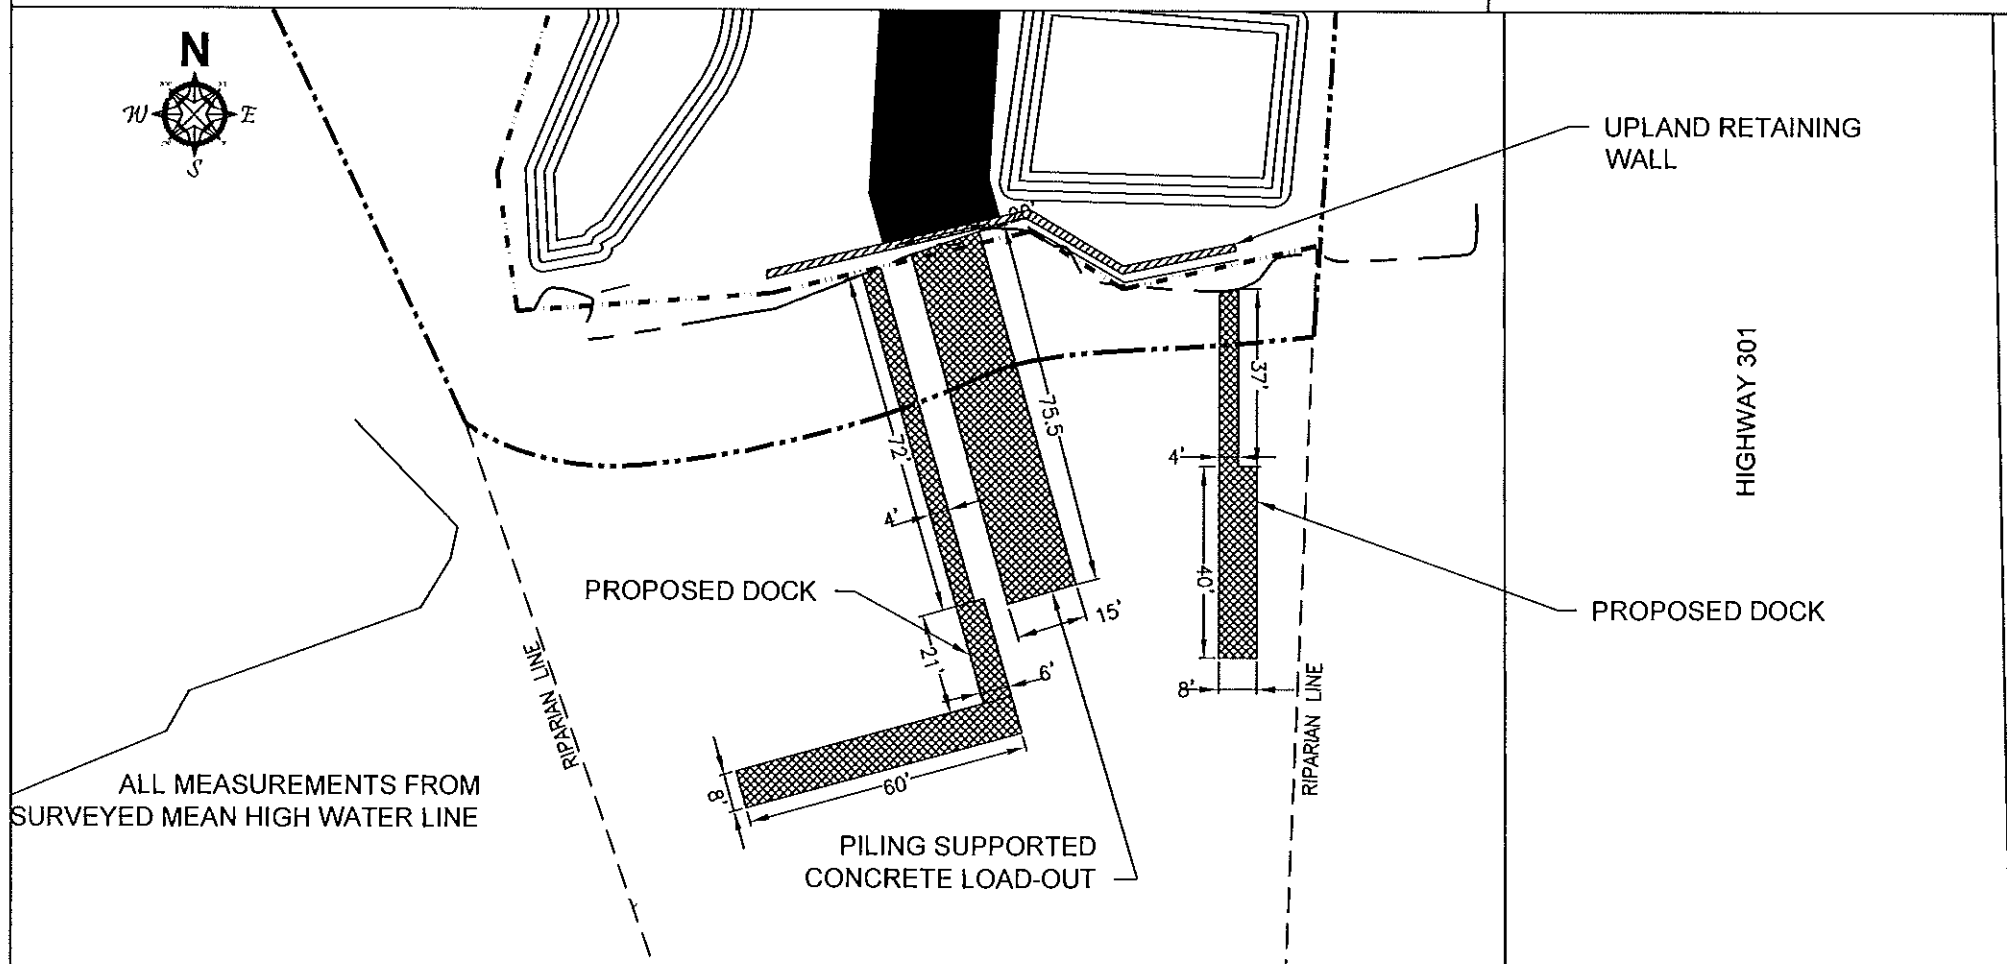 N
W
E
S
UPLAND RETAINING
WALL
HIGHWAY 301
37'
75.5
72'
4'
4'
40'
PROPOSED DOCK
PROPOSED DOCK
15'
21'
6'
8'
RIPARIAN LINE
RIPARIAN LINE
ALL MEASUREMENTS FROM
SURVEYED MEAN HIGH WATER LINE
8'
60'
PILING SUPPORTED
CONCRETE LOAD-OUT